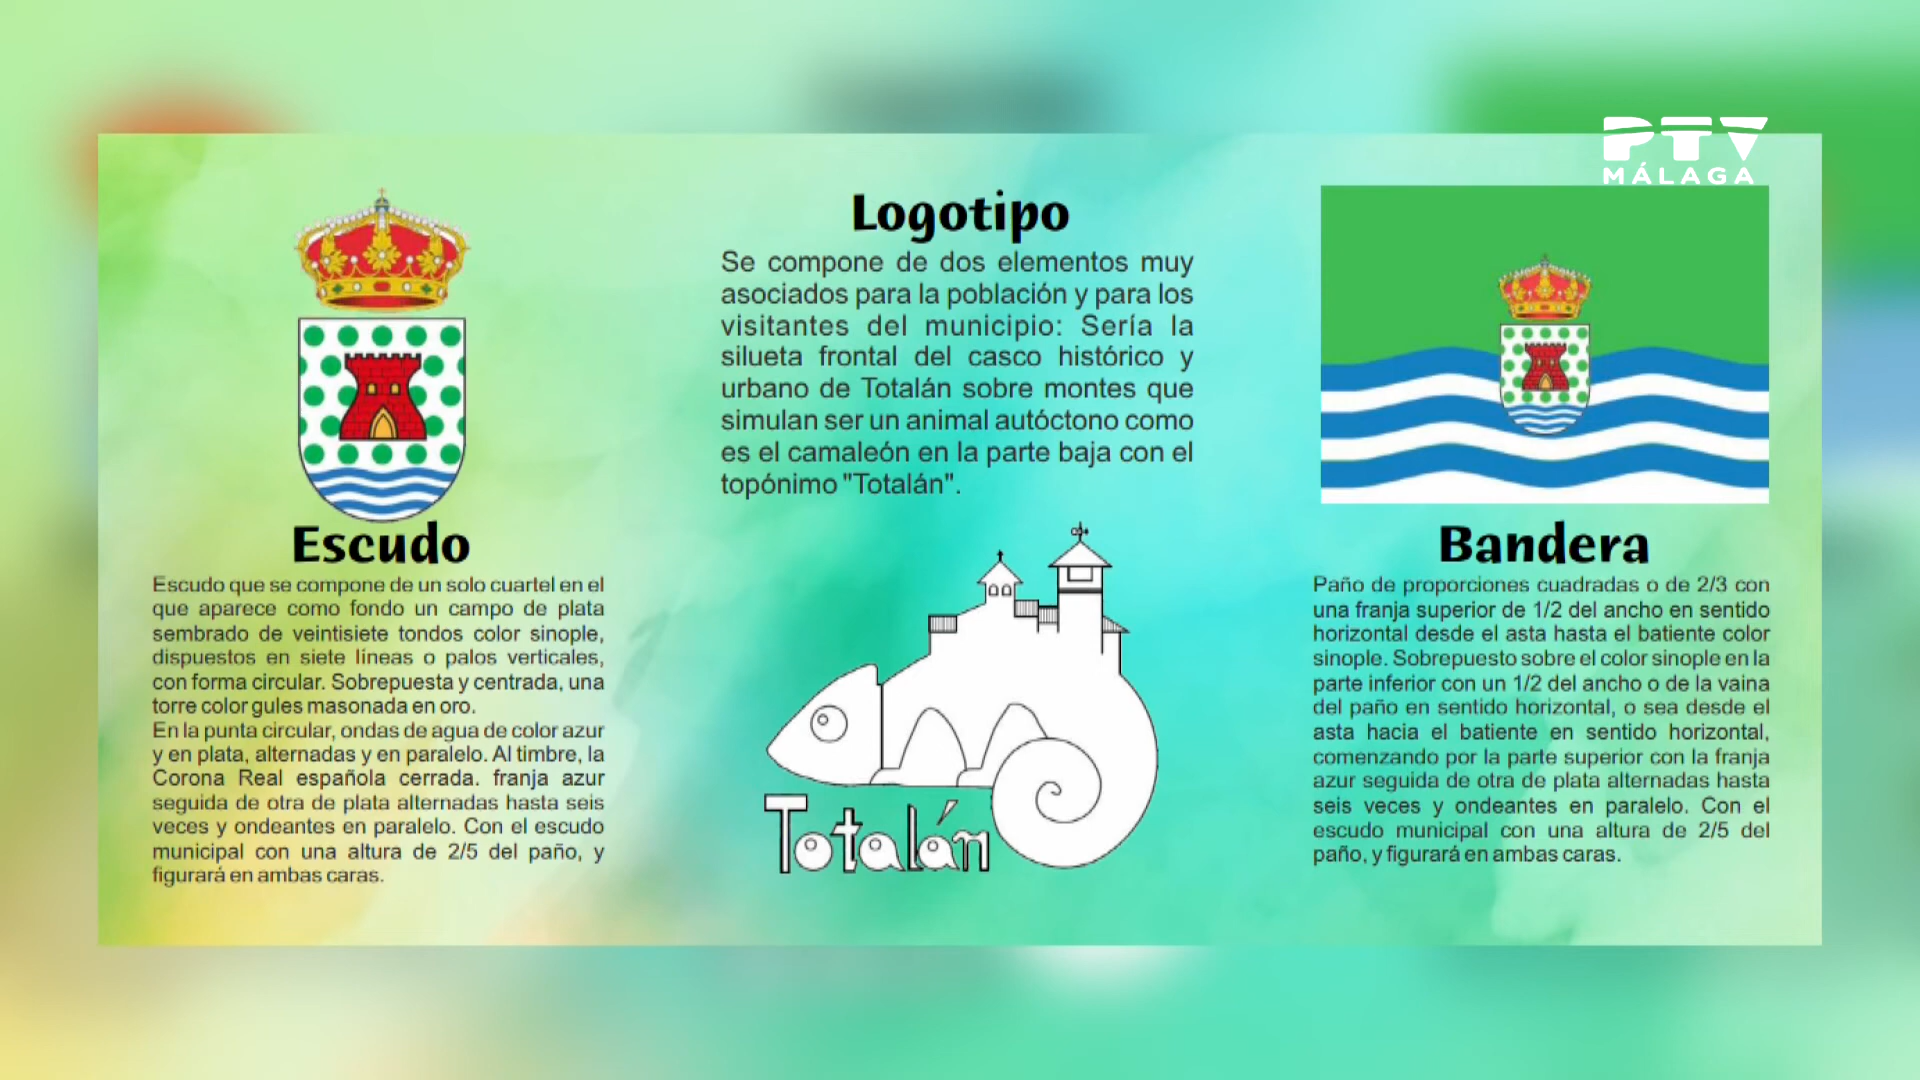 PTV
MÁLAGA
Escudo
Escudo que se compone de un solo cuartel en el
que aparece como fondo un campo de plata
sembrado de veintisiete tondos color sinople,
dispuestos en siete líneas o palos verticales,
con forma circular. Sobrepuesta y centrada, una
torre color gules masonada en oro.
En la punta circular, ondas de agua de color azur
y en plata, alternadas y en paralelo. Al timbre, la
Corona Real española cerrada. franja azur
seguida de otra de plata alternadas hasta seis
veces y ondeantes en paralelo. Con el escudo
municipal con una altura de 2/5 del paño, y
figurará en ambas caras.
Logotipo
Se compone de dos elementos muy
asociados para la población y para los
visitantes del municipio: Sería la
silueta frontal del casco histórico y
urbano de Totalán sobre montes que
simulan ser un animal autóctono como
es el camaleón en la parte baja con el
topónimo "Totalán".
Totalán
Bandera
Paño de proporciones cuadradas o de 2/3 con
una franja superior de 1/2 del ancho en sentido
horizontal desde el asta hasta el batiente color
sinople. Sobrepuesto sobre el color sinople en la
parte inferior con un 1/2 del ancho o de la vaina
del paño en sentido horizontal, o sea desde el
asta hacia el batiente en sentido horizontal,
comenzando por la parte superior con la franja
azur seguida de otra de plata alternadas hasta
seis veces y ondeantes en paralelo. Con el
escudo municipal con una altura de 2/5 del
paño, y figurará en ambas caras.